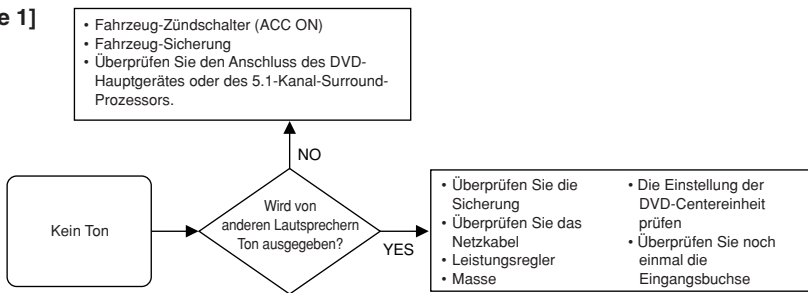 e 1]
• Fahrzeug-Zündschalter (ACC ON)
• Fahrzeug-Sicherung
• Überprüfen Sie den Anschluss des DVD-
Hauptgerätes oder des 5.1-Kanal-Surround-
Prozessors.
NO
Kein Ton
Wird von
anderen Lautsprechern
Ton ausgegeben?
YES
• Überprüfen Sie die
Sicherung
• Überprüfen Sie das
Netzkabel
• Leistungsregler
• Masse
• Die Einstellung der
DVD-Centereinheit
prüfen
• Überprüfen Sie noch
einmal die
Eingangsbuchse